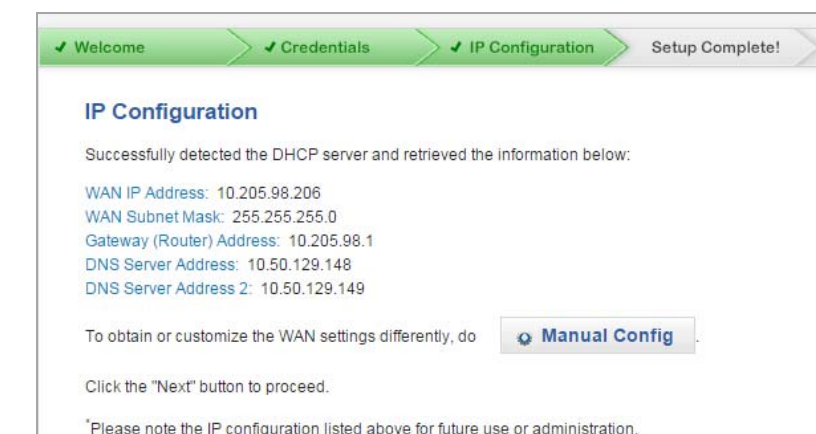 Welcome
Credentials
IP Configuration
Setup Complete!
IP Configuration
Successfully detected the DHCP server and retrieved the information below:
WAN IP Address: 10.205.98.206
WAN Subnet Mask: 255.255.255.0
Gateway (Router) Address: 10.205.98.1
DNS Server Address: 10.50.129.148
DNS Server Address 2: 10.50.129.149
To obtain or customize the WAN settings differently, do Manual Config.
Click the "Next" button to proceed.
*Please note the IP configuration listed above for future use or administration.